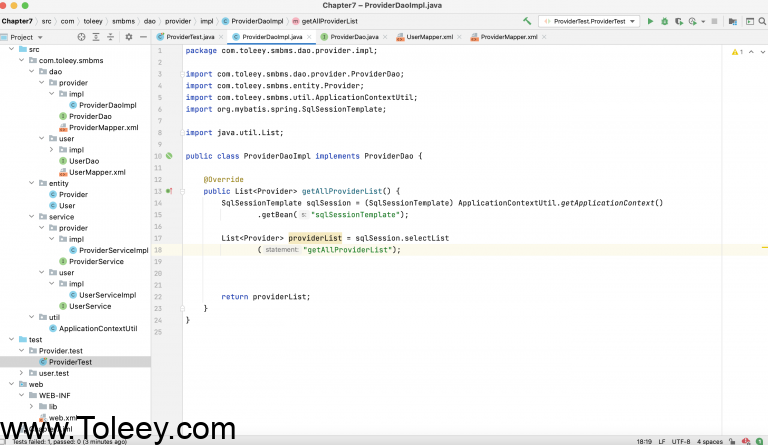 Chapter7 – ProviderDaoImpl.java
Chapter7 › src › com › toleey › smbms › dao › provider › impl › ProviderDaoImpl › getAllProviderList
ProviderTest.ProviderTest
Project
ProviderTest.java
ProviderDaoImpl.java
ProviderDao.java
UserMapper.xml
ProviderMapper.xml
src
com.toleey.smbms
dao
provider
impl
ProviderDaoImpl
ProviderDao
ProviderMapper.xml
user
impl
UserDao
UserMapper.xml
entity
Provider
User
service
provider
impl
ProviderServiceImpl
ProviderService
user
impl
UserServiceImpl
UserService
util
ApplicationContextUtil
test
Provider.test
ProviderTest
user.test
web
WEB-INF
lib
web.xml
1 package com.toleey.smbms.dao.provider.impl;
2
3 import com.toleey.smbms.dao.provider.ProviderDao;
4 import com.toleey.smbms.entity.Provider;
5 import com.toleey.smbms.util.ApplicationContextUtil;
6 import org.mybatis.spring.SqlSessionTemplate;
7
8 import java.util.List;
9
10 public class ProviderDaoImpl implements ProviderDao {
11
12 @Override
13 public List<Provider> getAllProviderList() {
14 SqlSessionTemplate sqlSession = (SqlSessionTemplate) ApplicationContextUtil.getApplicationContext()
15 .getBean( s: "sqlSessionTemplate");
16
17 List<Provider> providerList = sqlSession.selectList
18 ( statement: "getAllProviderList");
19
20
21
22 return providerList;
23 }
24 }
25
1
www.Toleey.com
Tests failed: 1, passed: 0 (3 minutes ago)
18:19 LF UTF-8 4 spaces